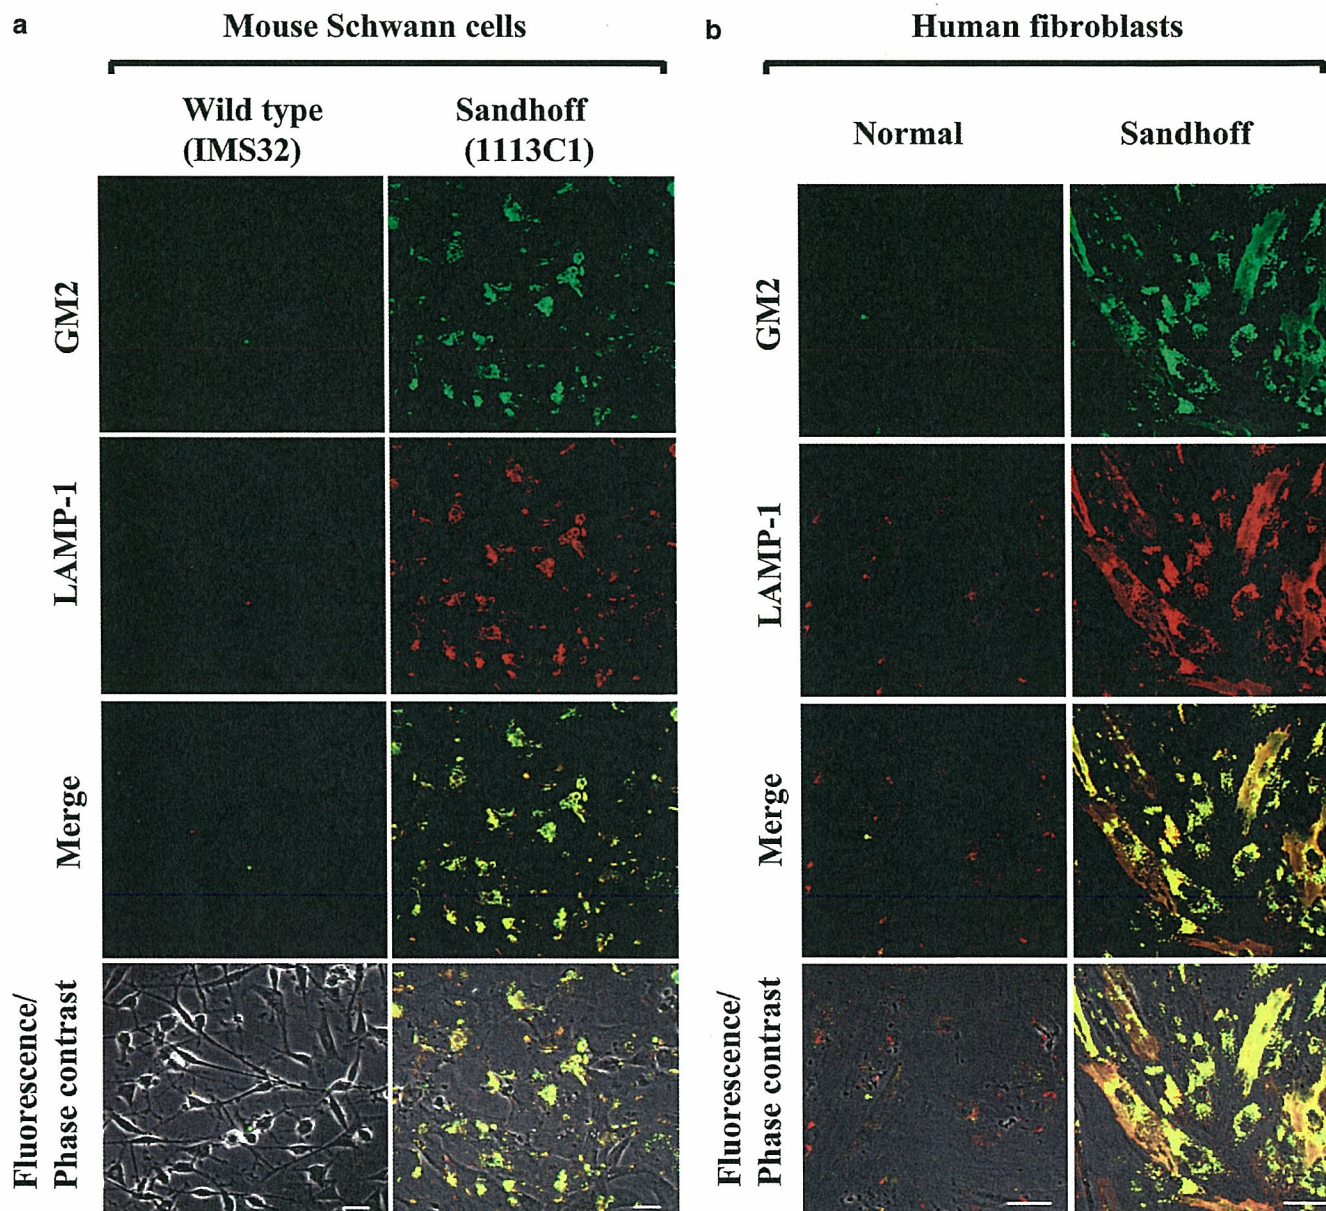 a
Mouse Schwann cells
Wild type
(IMS32)
Sandhoff
(1113C1)
GM2
LAMP-1
Merge
Fluorescence/
Phase contrast
b
Human fibroblasts
Normal
Sandhoff
GM2
LAMP-1
Merge
Fluorescence/
Phase contrast